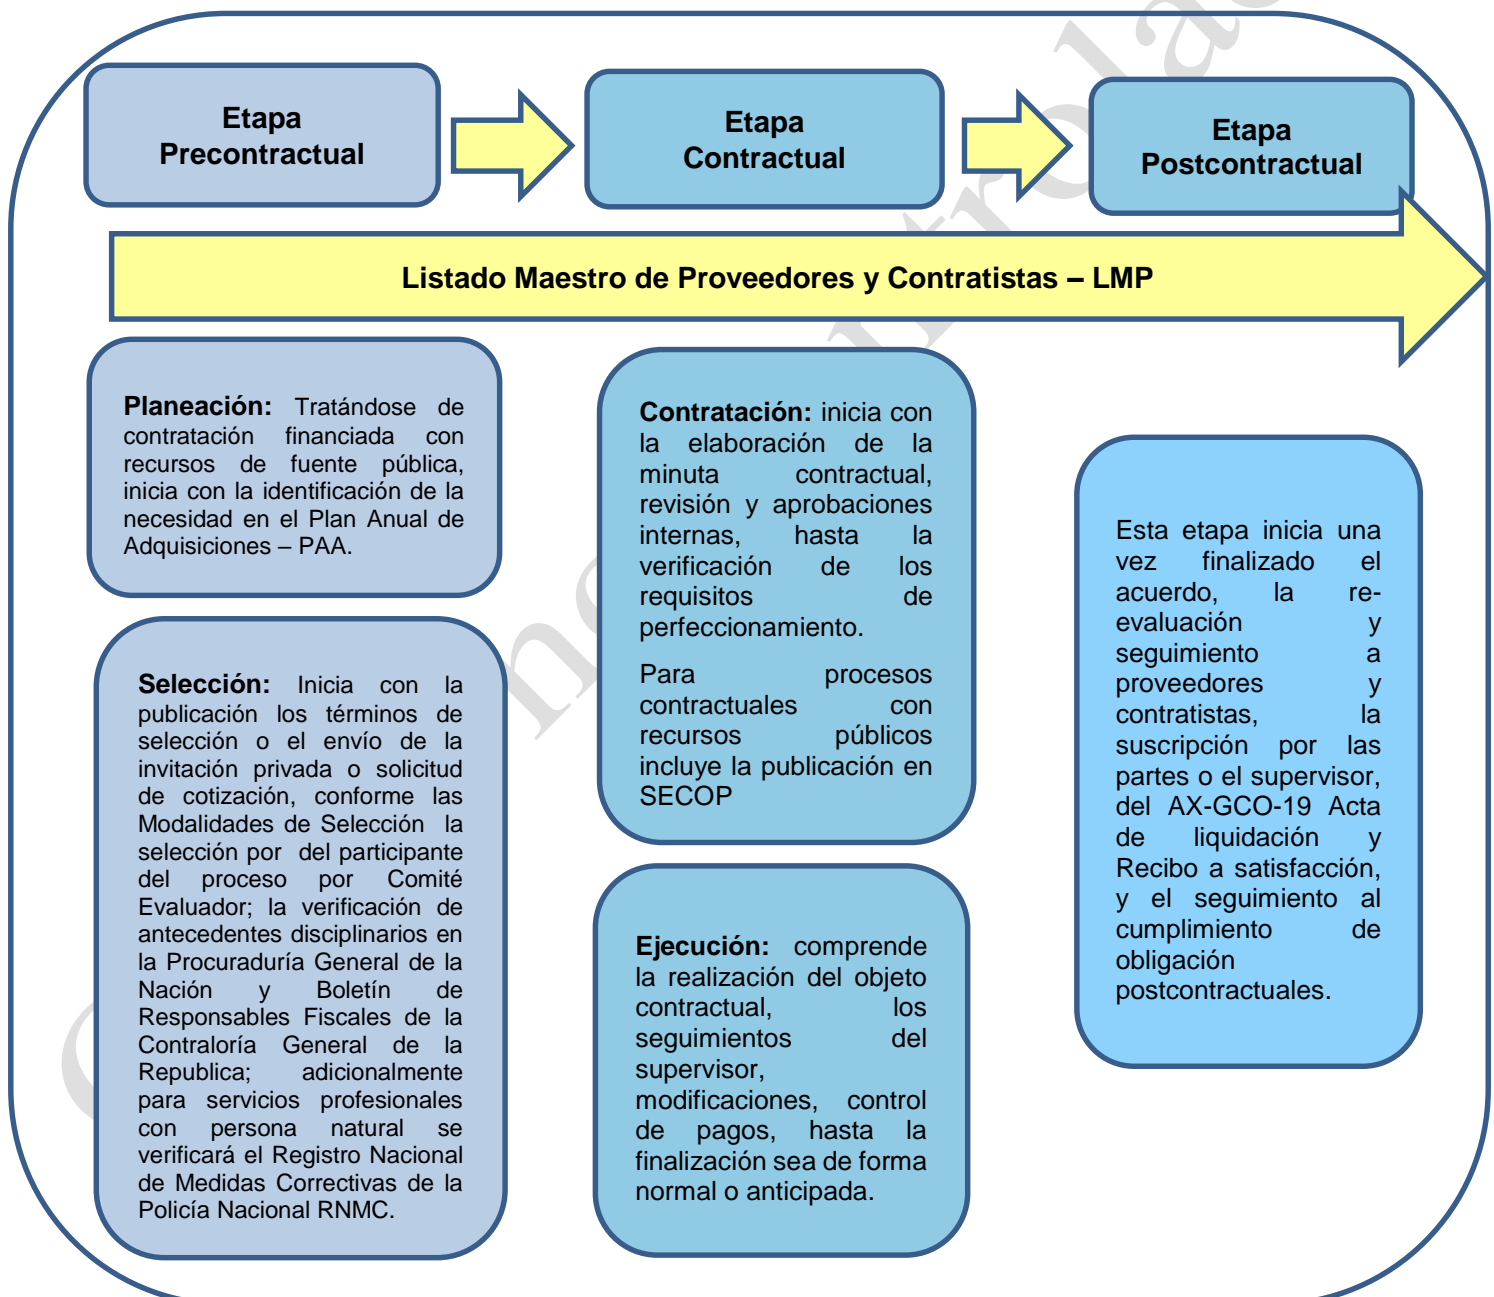 Etapa
Precontractual
Etapa
Contractual
Etapa
Postcontractual
Listado Maestro de Proveedores y Contratistas – LMP
Planeación: Tratándose de
contratación financiada con
recursos de fuente pública,
inicia con la identificación de la
necesidad en el Plan Anual de
Adquisiciones – PAA.
Selección: Inicia con la
publicación los términos de
selección o el envío de la
invitación privada o solicitud
de cotización, conforme las
Modalidades de Selección la
selección por del participante
del proceso por Comité
Evaluador; la verificación de
antecedentes disciplinarios en
la Procuraduría General de la
Nación y Boletín de
Responsables Fiscales de la
Contraloría General de la
Republica; adicionalmente
para servicios profesionales
con persona natural se
verificará el Registro Nacional
de Medidas Correctivas de la
Policía Nacional RNMC.
Contratación: inicia con
la elaboración de la
minuta contractual,
revisión y aprobaciones
internas, hasta la
verificación de los
requisitos de
perfeccionamiento.
Para procesos
contractuales con
recursos públicos
incluye la publicación en
SECOP
Ejecución: comprende
la realización del objeto
contractual, los
seguimientos del
supervisor,
modificaciones, control
de pagos, hasta la
finalización sea de forma
normal o anticipada.
Esta etapa inicia una
vez finalizado el
acuerdo, la re-
evaluación y
seguimiento a
proveedores y
contratistas, la
suscripción por las
partes o el supervisor,
del AX-GCO-19 Acta
de liquidación y
Recibo a satisfacción,
y el seguimiento al
cumplimiento de
obligación
postcontractuales.